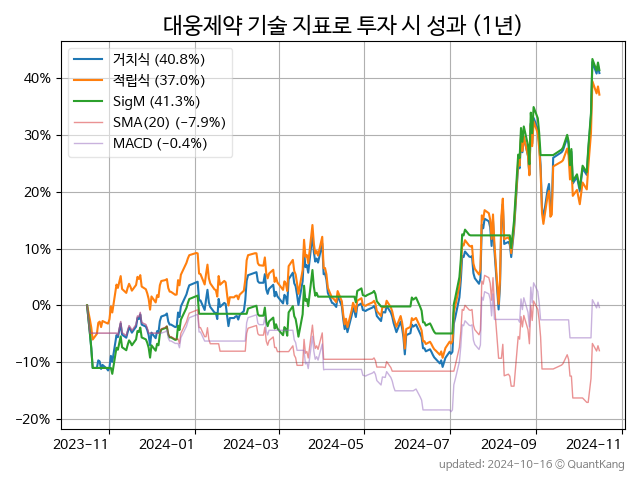 대웅제약 기술 지표로 투자 시 성과 (1년)
거치식 (40.8%)
적립식 (37.0%)
SigM (41.3%)
SMA(20) (−7.9%)
MACD (−0.4%)
40%
30%
20%
10%
0%
−10%
−20%
2023-11 2024-01 2024-03 2024-05 2024-07 2024-09 2024-11
updated: 2024-10-16 © QuantKang